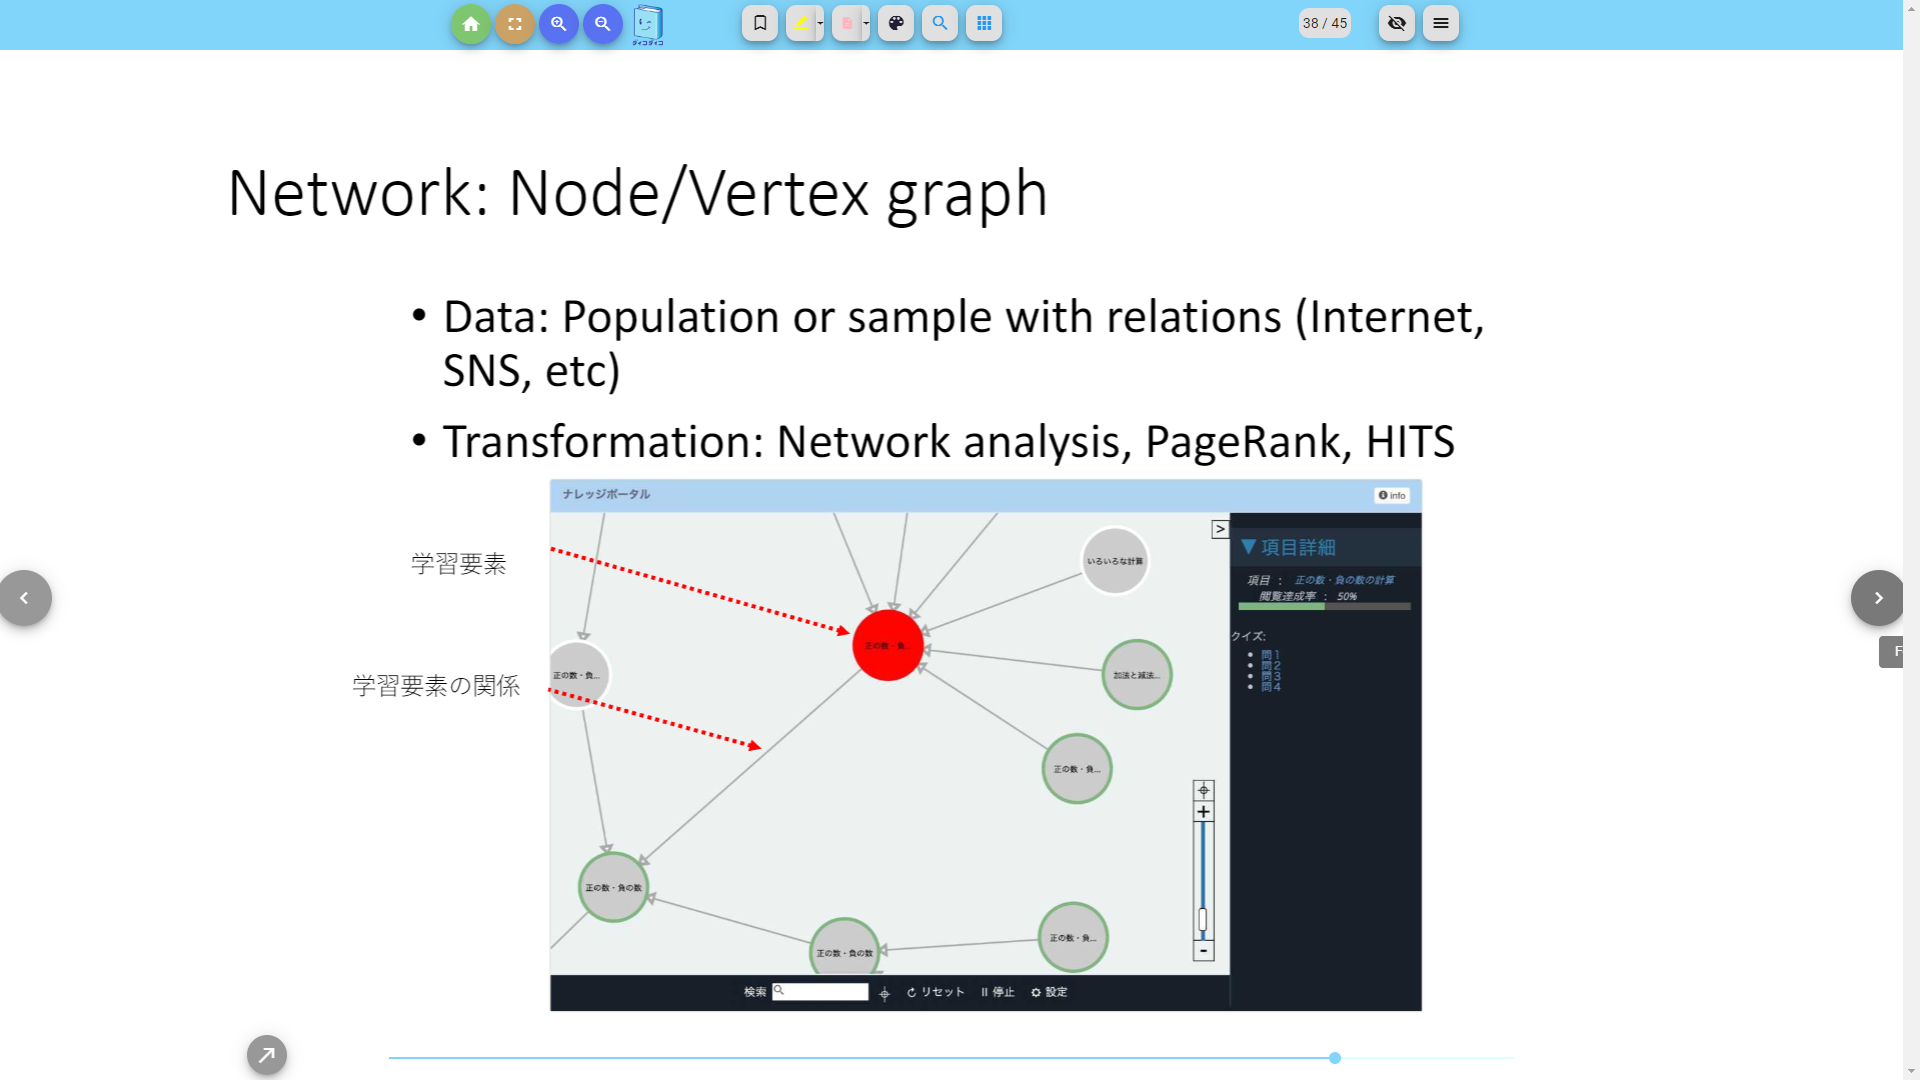 ダィコダィコ
38 / 45
Network: Node/Vertex graph
• Data: Population or sample with relations (Internet,
SNS, etc)
• Transformation: Network analysis, PageRank, HITS
ナレッジポータル
info
学習要素
学習要素の関係
>
いろいろな計算
正の数・負...
正の数・負...
加法と減法...
正の数・負...
正の数・負の数
正の数・負の数
正の数・負...
+
-
▼項目詳細
項目 : 正の数・負の数の計算
閲覧達成率 : 50%
クイズ:
• 問1
• 問2
• 問3
• 問4
検索
リセット
停止
設定
F